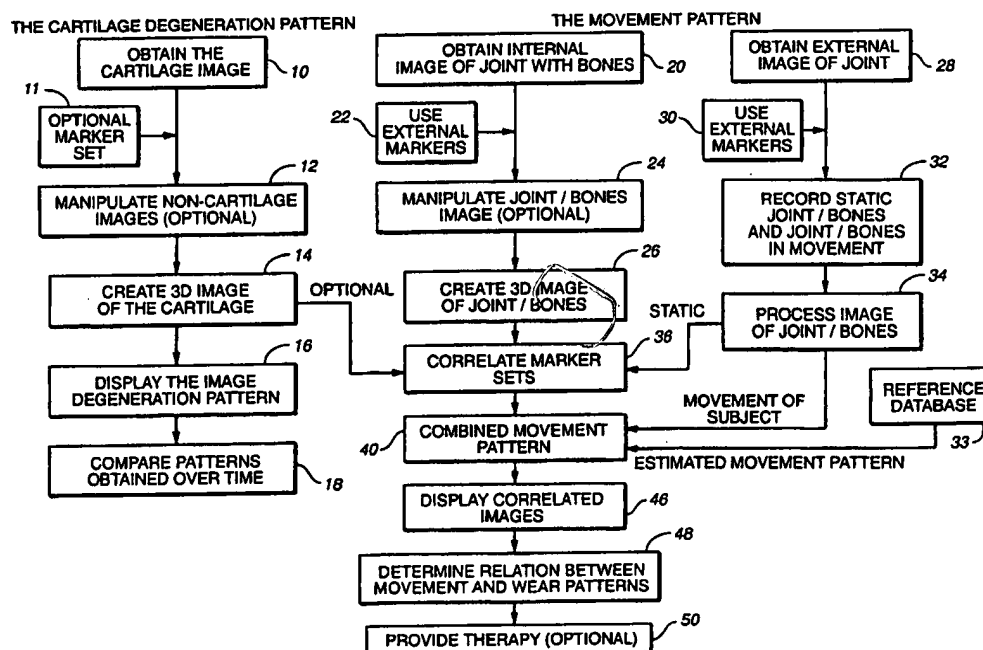 THE CARTILAGE DEGENERATION PATTERN
OBTAIN THE
CARTILAGE IMAGE
10
11
OPTIONAL
MARKER
SET
12
MANIPULATE NON-CARTILAGE
IMAGES (OPTIONAL)
14
CREATE 3D IMAGE
OF THE CARTILAGE
OPTIONAL
16
DISPLAY THE IMAGE
DEGENERATION PATTERN
COMPARE PATTERNS
OBTAINED OVER TIME
18
THE MOVEMENT PATTERN
OBTAIN INTERNAL
IMAGE OF JOINT WITH BONES
20
22
USE
EXTERNAL
MARKERS
24
MANIPULATE JOINT / BONES
IMAGE (OPTIONAL)
26
CREATE 3D IMAGE
OF JOINT / BONES
STATIC
36
CORRELATE MARKER
SETS
MOVEMENT OF
SUBJECT
40
COMBINED MOVEMENT
PATTERN
ESTIMATED MOVEMENT PATTERN
DISPLAY CORRELATED
IMAGES
46
48
DETERMINE RELATION BETWEEN
MOVEMENT AND WEAR PATTERNS
50
PROVIDE THERAPY (OPTIONAL)
OBTAIN EXTERNAL
IMAGE OF JOINT
28
30
USE
EXTERNAL
MARKERS
32
RECORD STATIC
JOINT / BONES
AND JOINT / BONES
IN MOVEMENT
34
PROCESS IMAGE
OF JOINT / BONES
REFERENCE
DATABASE
33